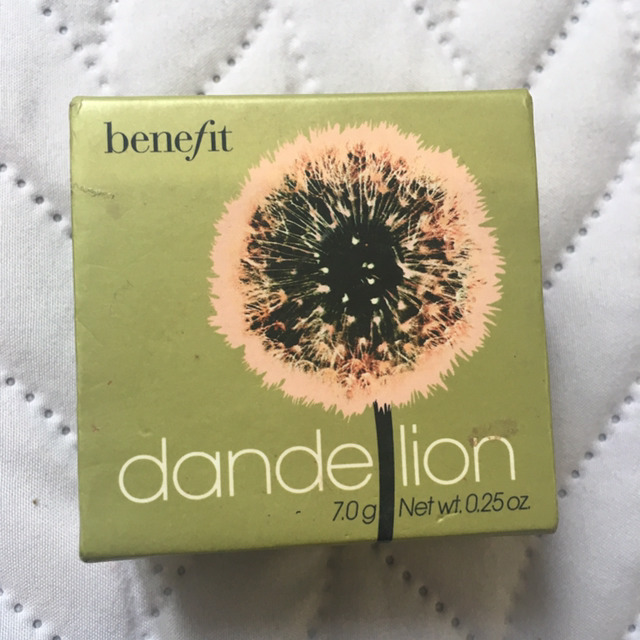 benefit
dandelion
7.0 g Net wt. 0.25 oz.